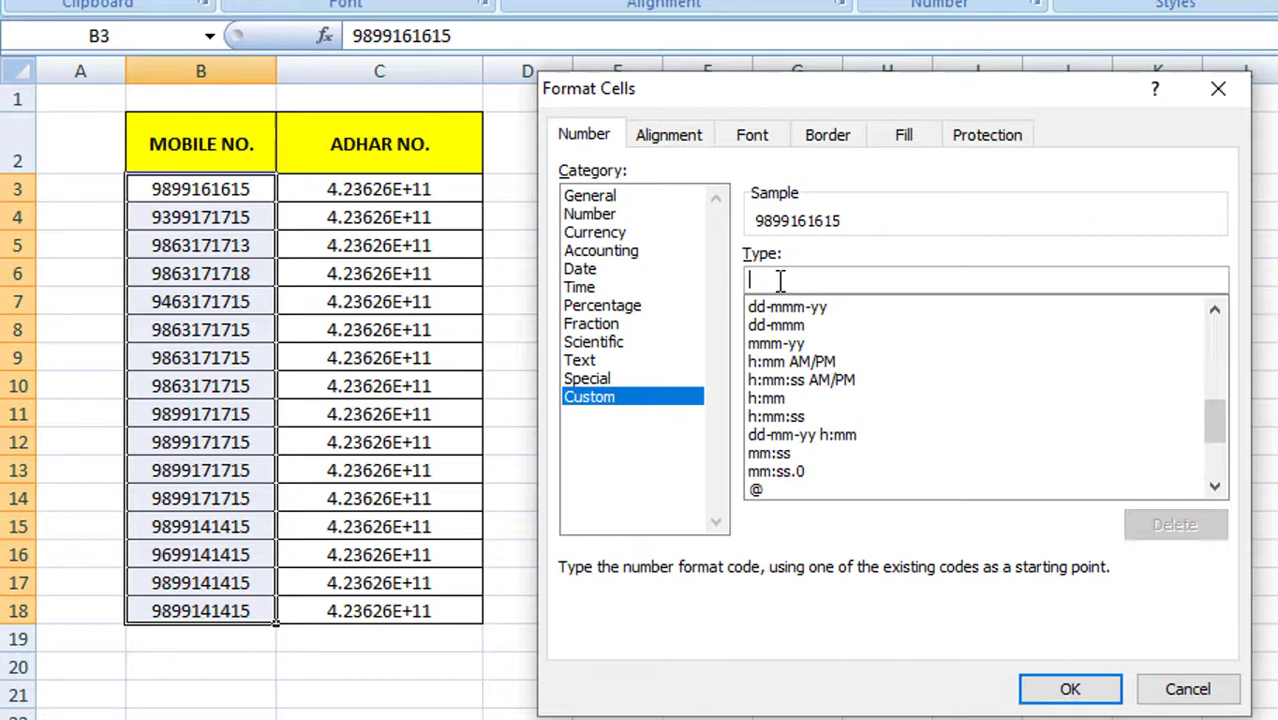 Clipboard Font Alignment Number Styles
B3 fx 9899161615
A B C D E F G H I J K L
1
2 MOBILE NO. ADHAR NO.
3 9899161615 4.23626E+11
4 9399171715 4.23626E+11
5 9863171713 4.23626E+11
6 9863171718 4.23626E+11
7 9463171715 4.23626E+11
8 9863171715 4.23626E+11
9 9863171715 4.23626E+11
10 9863171715 4.23626E+11
11 9899171715 4.23626E+11
12 9899171715 4.23626E+11
13 9899171715 4.23626E+11
14 9899171715 4.23626E+11
15 9899141415 4.23626E+11
16 9699141415 4.23626E+11
17 9899141415 4.23626E+11
18 9899141415 4.23626E+11
19
20
21
Format Cells ?
Number Alignment Font Border Fill Protection
Category:
General
Number
Currency
Accounting
Date
Time
Percentage
Fraction
Scientific
Text
Special
Custom
Sample
9899161615
Type:
dd-mmm-yy
dd-mmm
mmm-yy
h:mm AM/PM
h:mm:ss AM/PM
h:mm
h:mm:ss
dd-mm-yy h:mm
mm:ss
mm:ss.0
@
Delete
Type the number format code, using one of the existing codes as a starting point.
OK Cancel